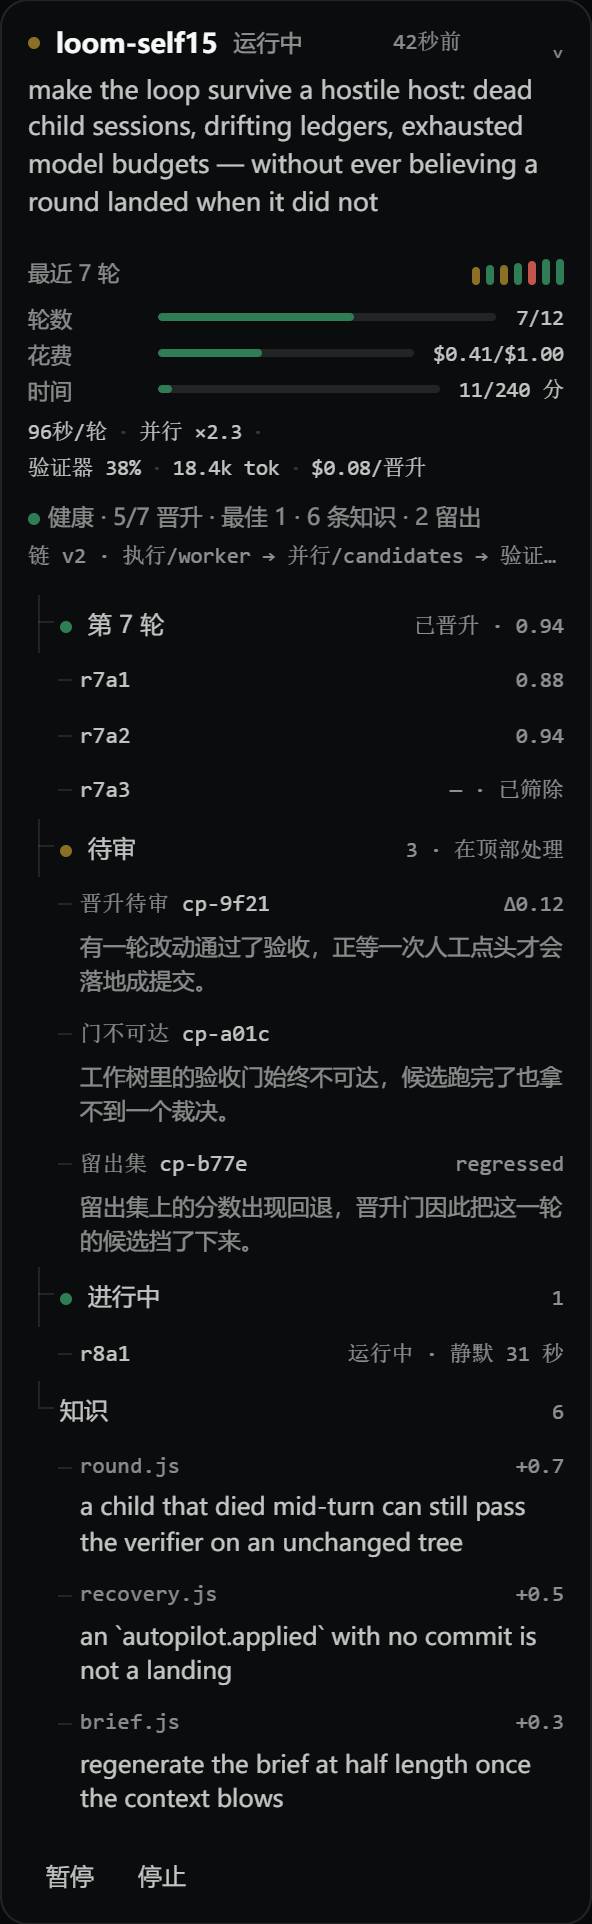 loom-self15 运行中 42秒前 v
make the loop survive a hostile host: dead
child sessions, drifting ledgers, exhausted
model budgets — without ever believing a
round landed when it did not
最近 7 轮
轮数 7/12
花费 $0.41/$1.00
时间 11/240 分
96秒/轮 · 并行 ×2.3 ·
验证器 38% · 18.4k tok · $0.08/晋升
健康 · 5/7 晋升 · 最佳 1 · 6 条知识 · 2 留出
链 v2 · 执行/worker → 并行/candidates → 验证…
第 7 轮 已晋升 · 0.94
r7a1 0.88
r7a2 0.94
r7a3 — · 已筛除
待审 3 · 在顶部处理
晋升待审 cp-9f21 Δ0.12
有一轮改动通过了验收，正等一次人工点头才会
落地成提交。
门不可达 cp-a01c
工作树里的验收门始终不可达，候选跑完了也拿
不到一个裁决。
留出集 cp-b77e regressed
留出集上的分数出现回退，晋升门因此把这一轮
的候选挡了下来。
进行中 1
r8a1 运行中 · 静默 31 秒
知识 6
round.js +0.7
a child that died mid-turn can still pass
the verifier on an unchanged tree
recovery.js +0.5
an `autopilot.applied` with no commit is
not a landing
brief.js +0.3
regenerate the brief at half length once
the context blows
暂停 停止